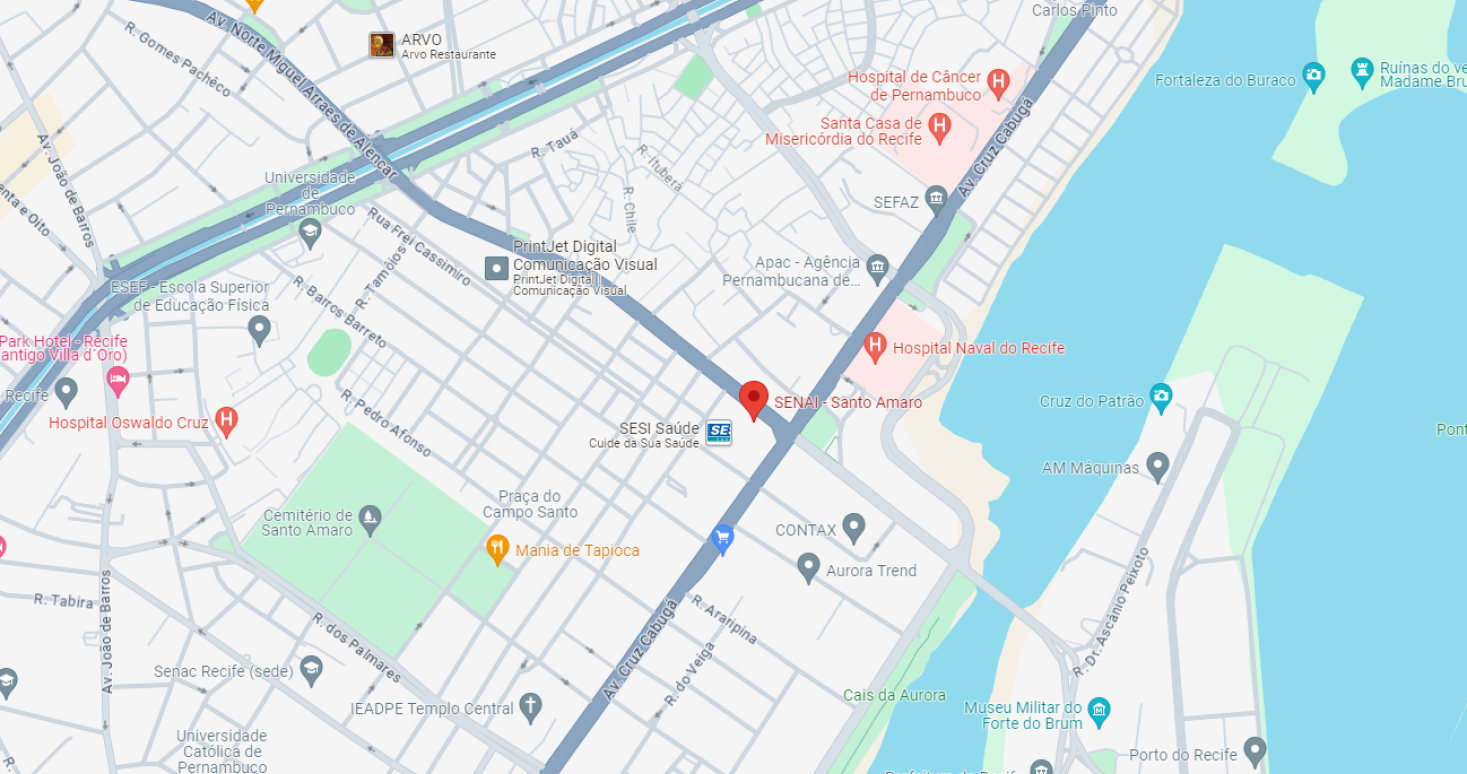 Carlos Pinto
Av. Norte Miguel Arraes de Alencar
ARVO
Arvo Restaurante
R. Gomes Pachêco
Hospital de Câncer
de Pernambuco
Fortaleza do Buraco
Ruínas do ve
Madame Bru
Santa Casa de
Misericórdia do Recife
Av. Cruz Cabugá
R. Tauá
R. Ituberá
Av. João de Barros
Universidade
de
Pernambuco
R. Chile
SEFAZ
enta e Oito
Rua Frei Cassimiro
PrintJet Digital
Comunicação Visual
PrintJet Digital |
Comunicação Visual
Apac - Agência
Pernambucana de...
R. Tamóios
ESEF - Escola Superior
de Educação Física
R. Barros Barreto
Park Hotel - Recife
(antigo Villa d´Oro)
Hospital Naval do Recife
Recife
R. Pedro Afonso
SENAI - Santo Amaro
Cruz do Patrão
Hospital Oswaldo Cruz
SESI Saúde
Cuide da Sua Saúde
SE
Pont
AM Máquinas
Praça do
Campo Santo
Cemitério de
Santo Amaro
CONTAX
Mania de Tapioca
Aurora Trend
R. Tabira
Av. João de Barros
R. dos Palmares
R. Araripina
R. Dr. Ascânio Peixoto
Av. Cruz Cabugá
R. do Veiga
Senac Recife (sede)
Cais da Aurora
IEADPE Templo Central
Museu Militar do
Forte do Brum
Universidade
Católica de
Pernambuco
Porto do Recife
R.